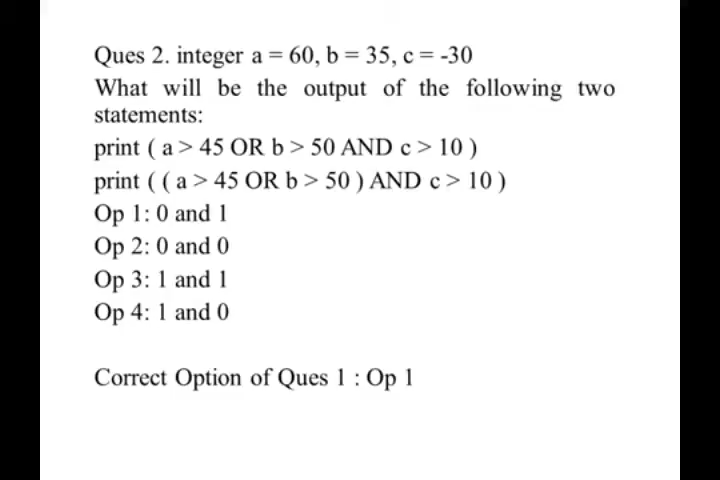 Ques 2. integer a = 60, b = 35, c = -30
What will be the output of the following two
statements:
print ( a > 45 OR b > 50 AND c > 10 )
print ( ( a > 45 OR b > 50 ) AND c > 10 )
Op 1: 0 and 1
Op 2: 0 and 0
Op 3: 1 and 1
Op 4: 1 and 0
Correct Option of Ques 1 : Op 1